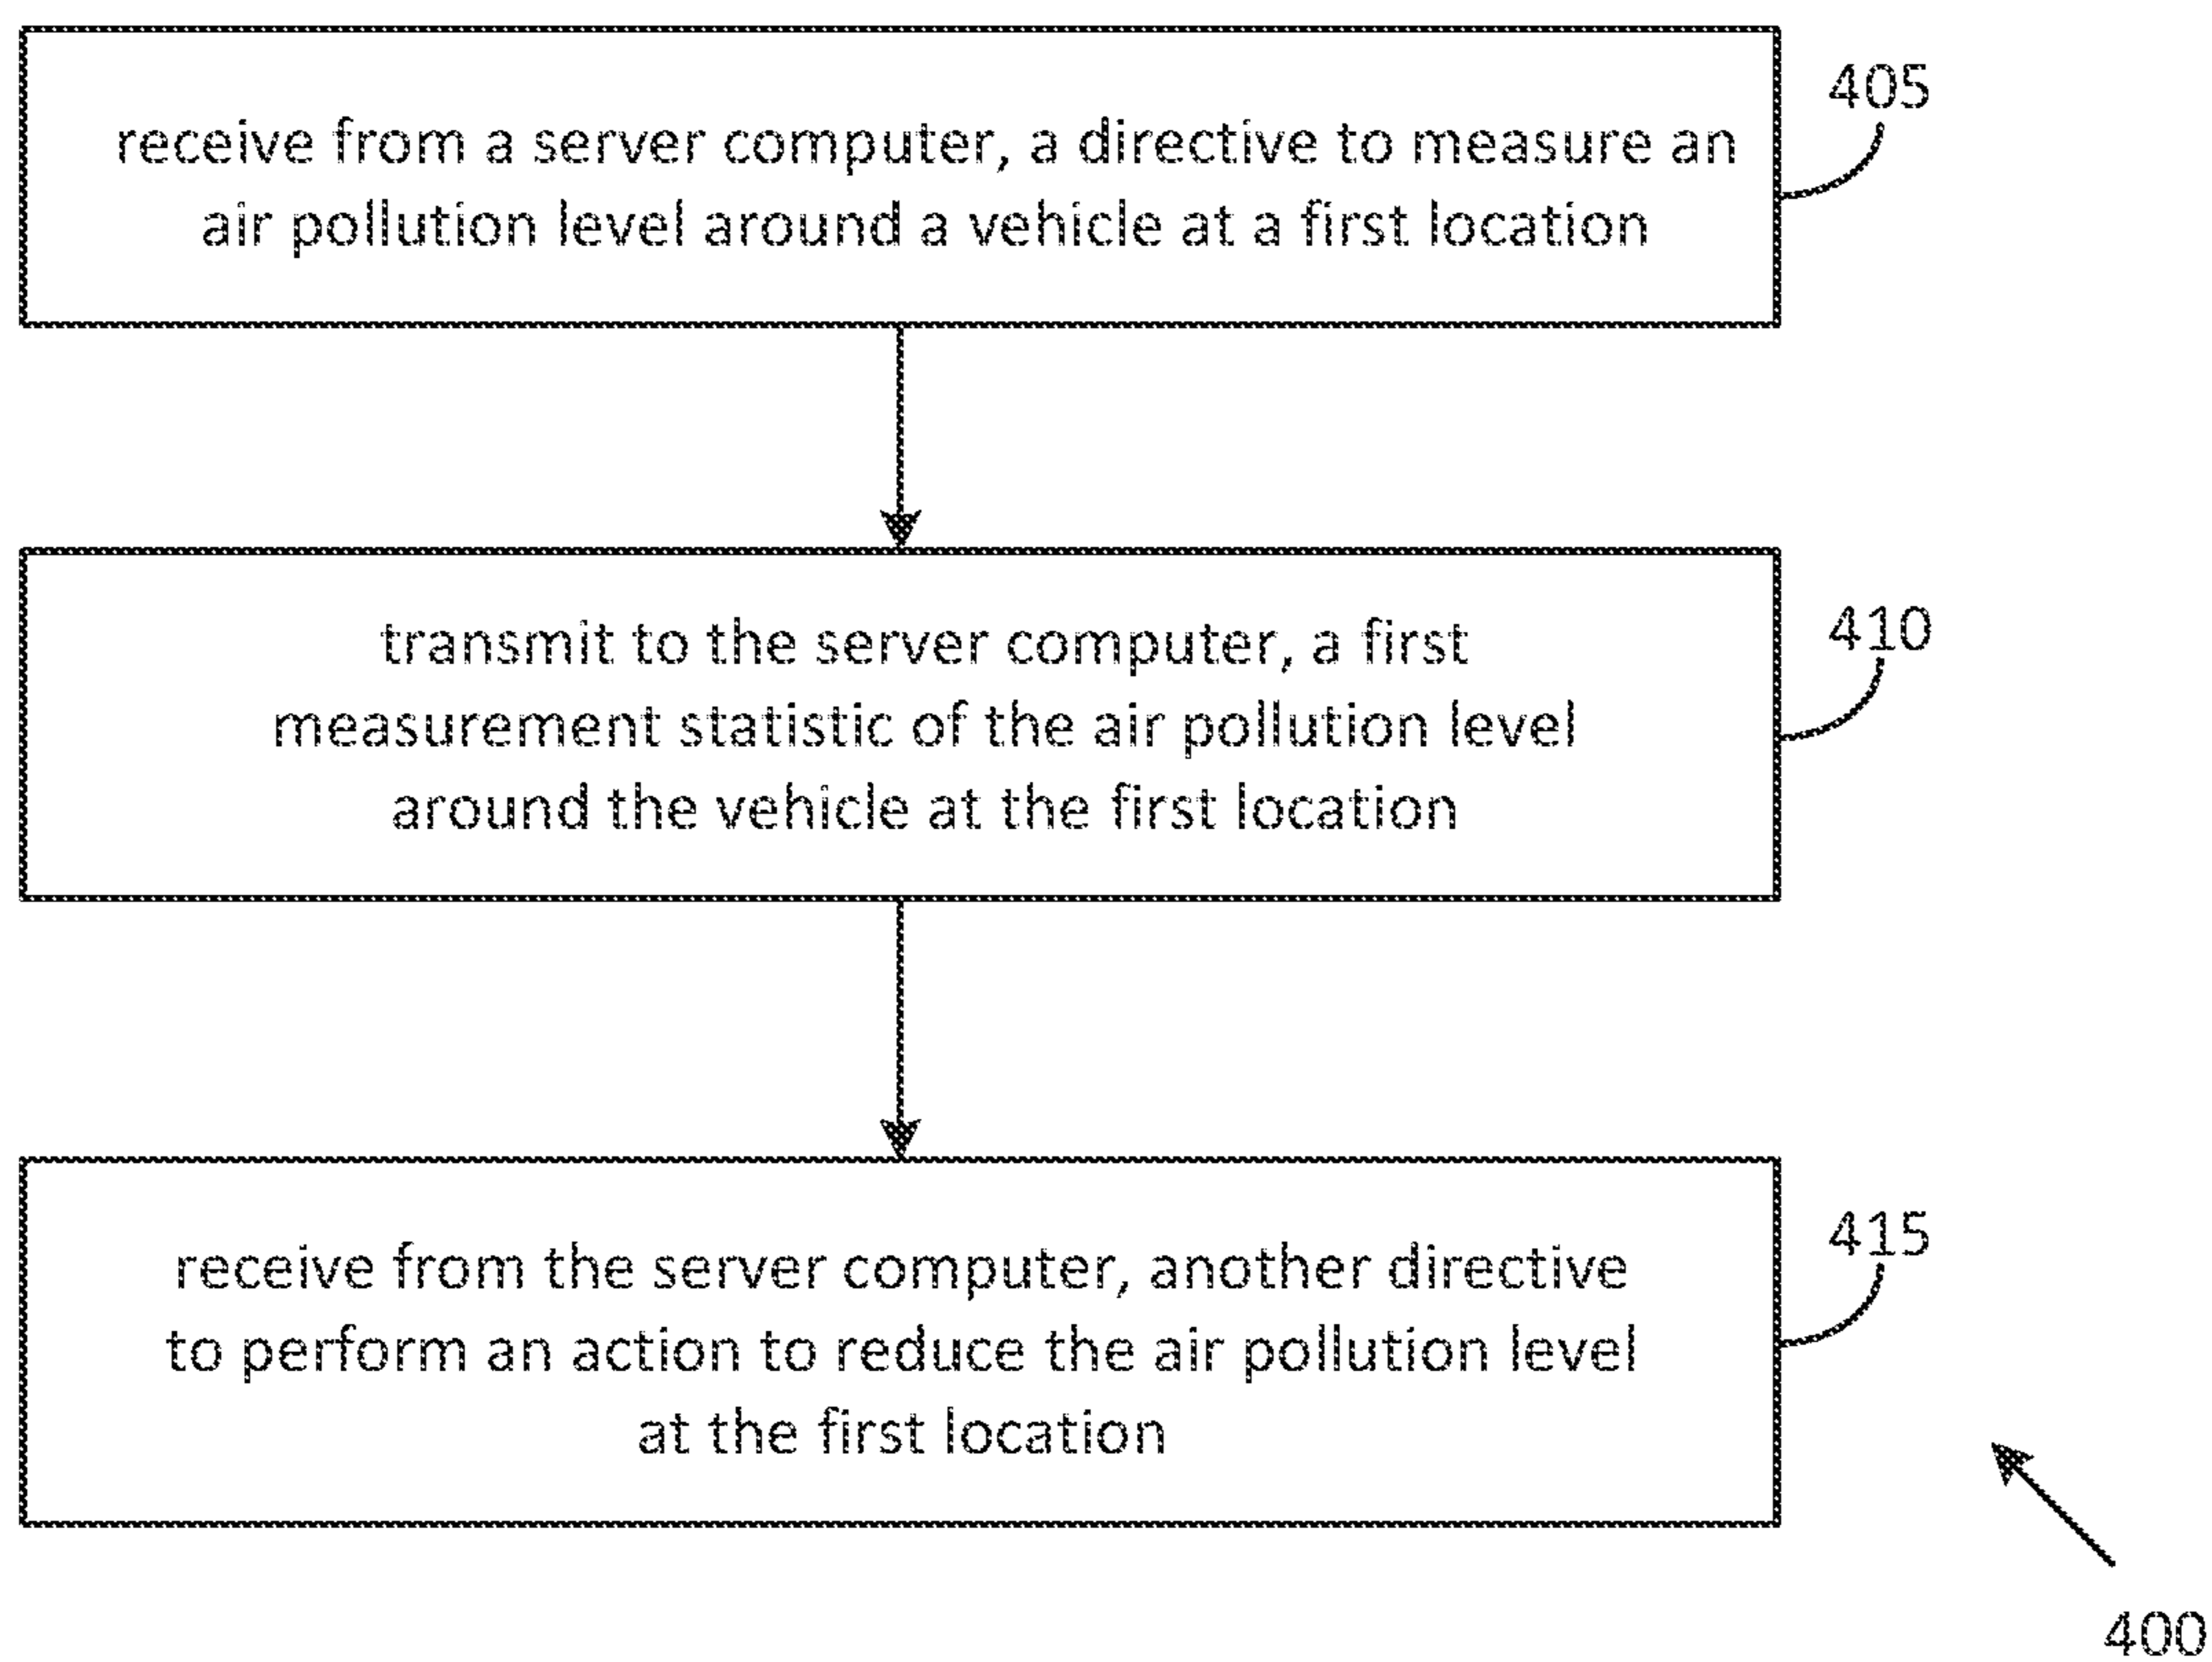 receive from a server computer, a directive to measure an
air pollution level around a vehicle at a first location
405
transmit to the server computer, a first
measurement statistic of the air pollution level
around the vehicle at the first location
410
receive from the server computer, another directive
to perform an action to reduce the air pollution level
at the first location
415
400